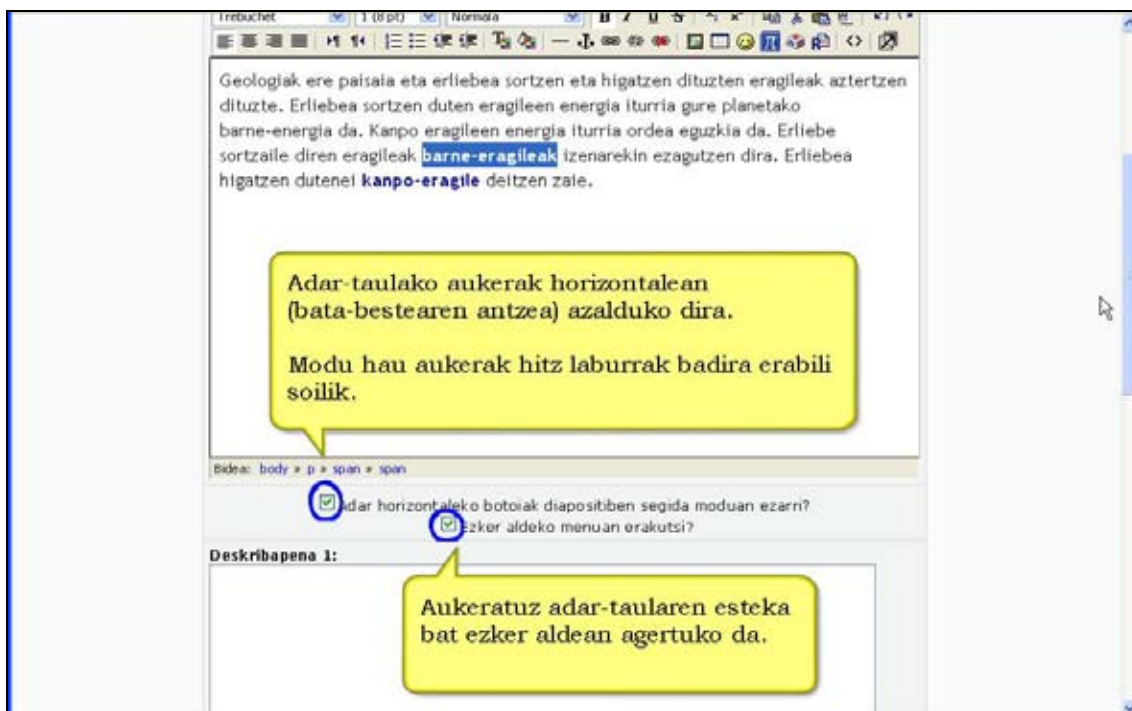 Trebuchet 1 (8 pt) Normala B I U S
Geologiak ere paisaia eta erliebea sortzen eta higatzen dituzten eragileak aztertzen
dituzte. Erliebea sortzen duten eragileen energia iturria gure planetako
barne-energia da. Kanpo eragileen energia iturria ordea eguzkia da. Erliebe
sortzaile diren eragileak barne-eragileak izenarekin ezagutzen dira. Erliebea
higatzen dutenei kanpo-eragile deitzen zaie.
Adar-taulako aukerak horizontalean
(bata-bestearen antzea) azalduko dira.
Modu hau aukerak hitz laburrak badira erabili
soilik.
Bidea: body » p » span » span
Adar horizontaleko botoiak diapositiben segida moduan ezarri?
Ezker aldeko menuan erakutsi?
Deskribapena 1:
Aukeratuz adar-taularen esteka
bat ezker aldean agertuko da.